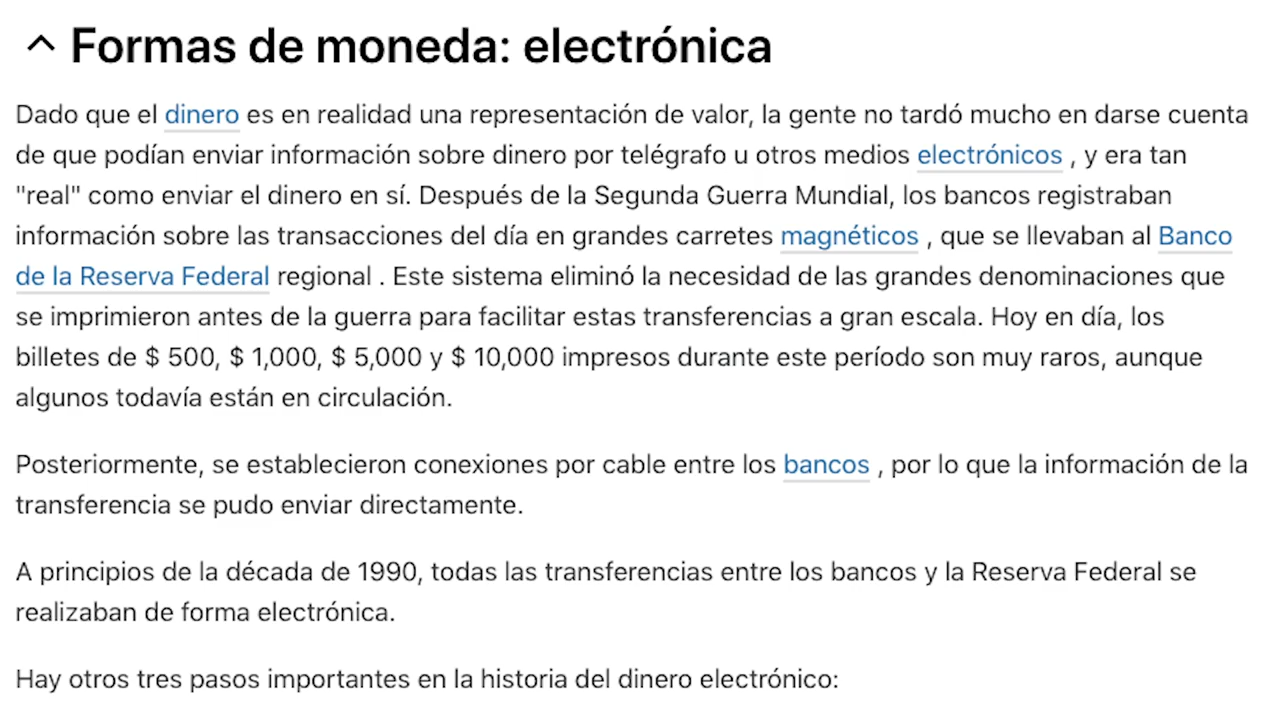 Formas de moneda: electrónica
Dado que el dinero es en realidad una representación de valor, la gente no tardó mucho en darse cuenta
de que podían enviar información sobre dinero por telégrafo u otros medios electrónicos , y era tan
"real" como enviar el dinero en sí. Después de la Segunda Guerra Mundial, los bancos registraban
información sobre las transacciones del día en grandes carretes magnéticos , que se llevaban al Banco
de la Reserva Federal regional . Este sistema eliminó la necesidad de las grandes denominaciones que
se imprimieron antes de la guerra para facilitar estas transferencias a gran escala. Hoy en día, los
billetes de $ 500, $ 1,000, $ 5,000 y $ 10,000 impresos durante este período son muy raros, aunque
algunos todavía están en circulación.
Posteriormente, se establecieron conexiones por cable entre los bancos , por lo que la información de la
transferencia se pudo enviar directamente.
A principios de la década de 1990, todas las transferencias entre los bancos y la Reserva Federal se
realizaban de forma electrónica.
Hay otros tres pasos importantes en la historia del dinero electrónico: